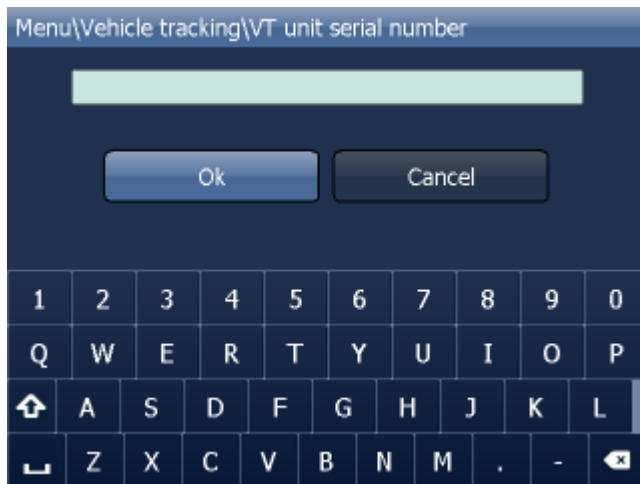 Menu\Vehicle tracking\VT unit serial number
Ok Cancel
1 2 3 4 5 6 7 8 9 0
Q W E R T Y U I O P
A S D F G H J K L
Z X C V B N M . -